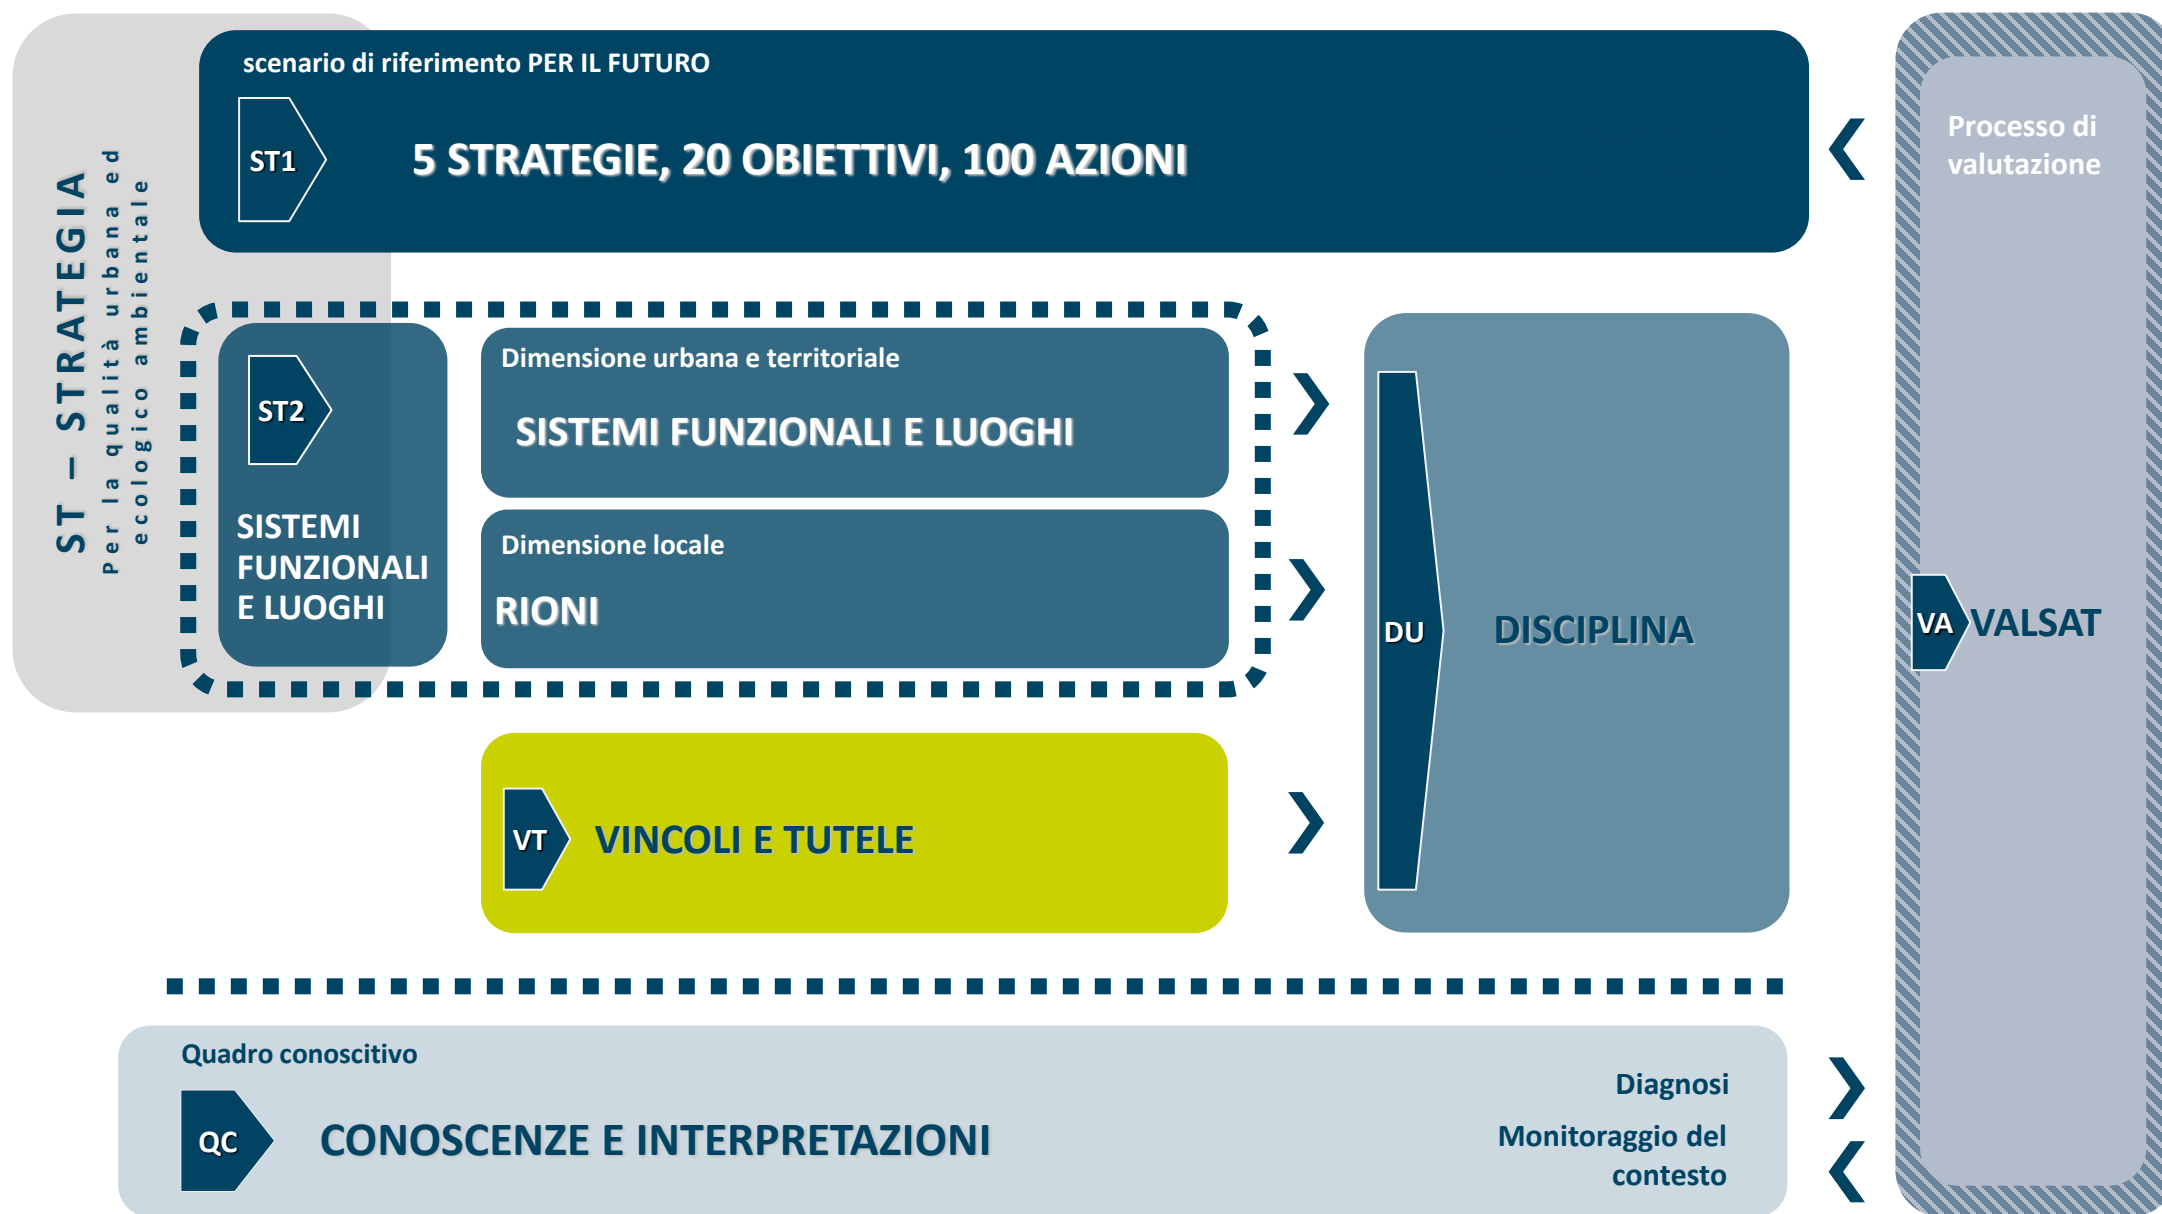 ST – STRATEGIA
Per la qualità urbana ed
ecologico ambientale
scenario di riferimento PER IL FUTURO
ST1
5 STRATEGIE, 20 OBIETTIVI, 100 AZIONI
ST2
SISTEMI
FUNZIONALI
E LUOGHI
Dimensione urbana e territoriale
SISTEMI FUNZIONALI E LUOGHI
Dimensione locale
RIONI
VT
VINCOLI E TUTELE
DU
DISCIPLINA
Processo di
valutazione
VA
VALSAT
Quadro conoscitivo
QC
CONOSCENZE E INTERPRETAZIONI
Diagnosi
Monitoraggio del
contesto